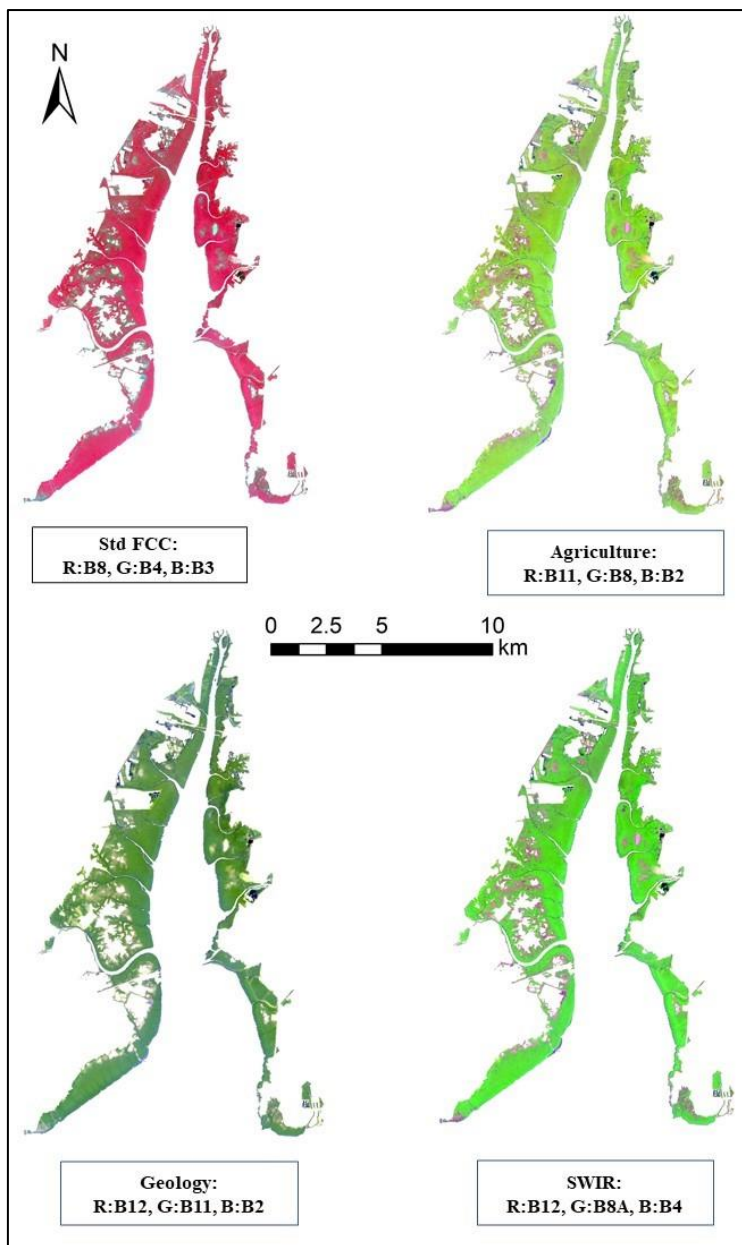 N
Std FCC:
R:B8, G:B4, B:B3
Agriculture:
R:B11, G:B8, B:B2
0 2.5 5 10
km
Geology:
R:B12, G:B11, B:B2
SWIR:
R:B12, G:B8A, B:B4